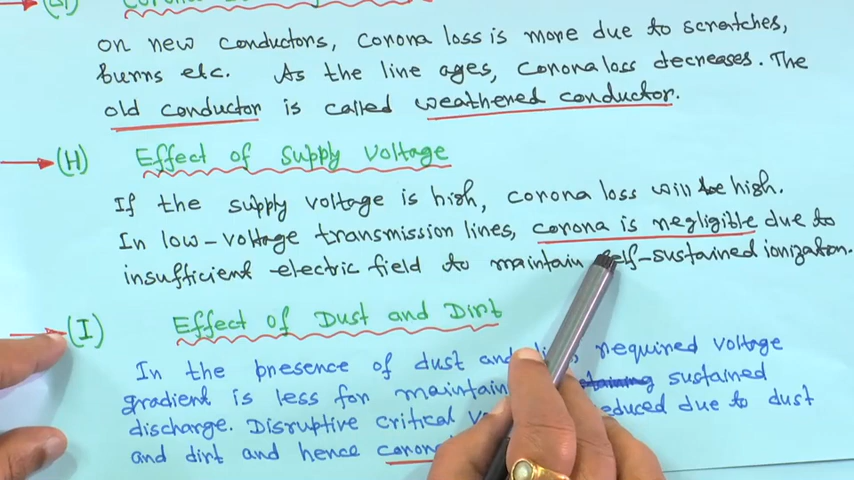 on new conductors, corona loss is more due to scratches,
burns etc. As the line ages, corona loss decreases. The
old conductor is called weathered conductor.
(H) Effect of Supply Voltage
If the supply voltage is high, corona loss will be high.
In low-voltage transmission lines, corona is negligible due to
insufficient electric field to maintain self-sustained ionization.
(I) Effect of Dust and Dirt
In the presence of dust and required voltage
gradient is less for sustained
discharge. Disruptive critical due to dust
and dirt and hence